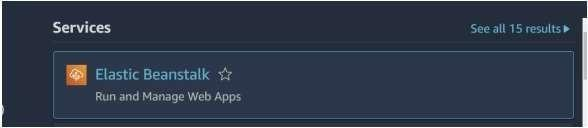 Services
See all 15 results
Elastic Beanstalk
Run and Manage Web Apps